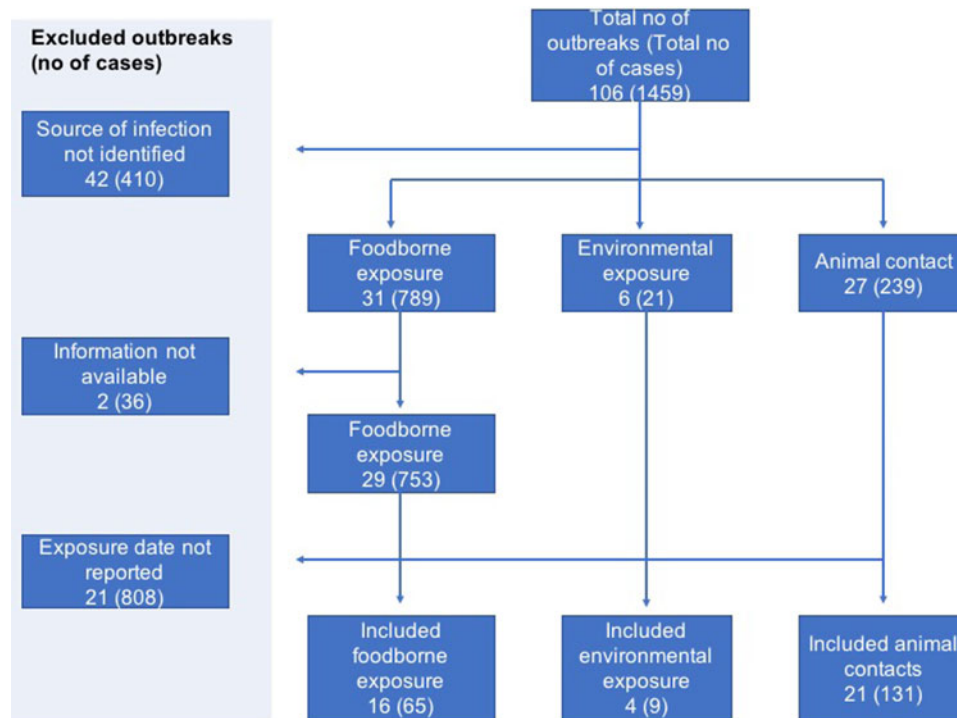 Excluded outbreaks
(no of cases)
Total no of
outbreaks (Total no
of cases)
106 (1459)
Source of infection
not identified
42 (410)
Foodborne
exposure
31 (789)
Environmental
exposure
6 (21)
Animal contact
27 (239)
Information not
available
2 (36)
Foodborne
exposure
29 (753)
Exposure date not
reported
21 (808)
Included
foodborne
exposure
16 (65)
Included
environmental
exposure
4 (9)
Included animal
contacts
21 (131)